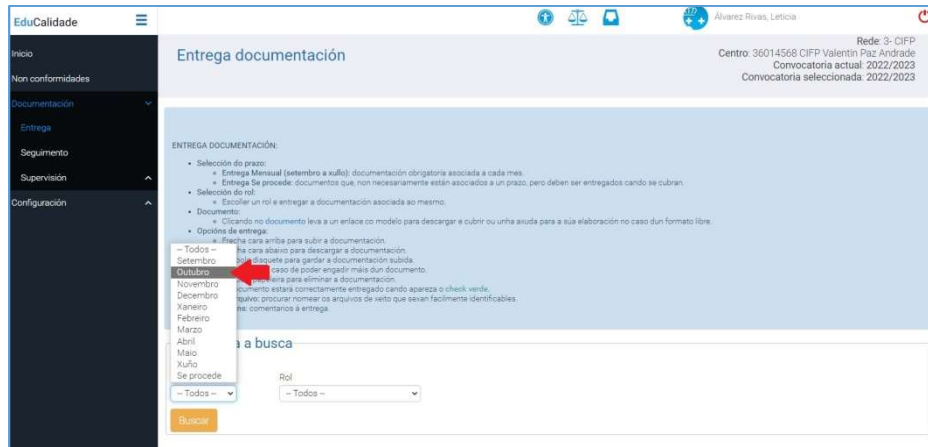 EduCalidade
Álvarez Rivas, Leticia
Inicio
Non conformidades
Documentación
Entrega
Seguimento
Supervisión
Configuración
Entrega documentación
Rede: 3- CIFP
Centro: 36014568 CIFP Valentín Paz Andrade
Convocatoria actual: 2022/2023
Convocatoria seleccionada: 2022/2023
ENTREGA DOCUMENTACIÓN:
Selección do prazo:
Entrega Mensual (setembro a xullo): documentación obrigatoria asociada a cada mes.
Entrega Se procede: documentos que, non necesariamente están asociados a un prazo, pero deben ser entregados cando se cubran.
Selección do rol:
Escoller un rol e entregar a documentación asociada ao mesmo.
Documento:
Clicando no documento leva a un enlace co modelo para descargar e cubrir ou unha axuda para a súa elaboración no caso dun formato libre.
Opcións de entrega:
Frecha cara arriba para subir a documentación.
cara abaixo para descargar a documentación.
disquete para gardar a documentación subida.
caso de poder engadir máis dun documento.
para eliminar a documentación.
estará correctamente entregado cando apareza o check verde.
procurar nomear os arquivos de xeito que sexan facilmente identificables.
comentarios á entrega.
-- Todos --
Setembro
Outubro
Novembro
Decembro
Xaneiro
Febreiro
Marzo
Abril
Maio
Xuño
Se procede
a busca
Rol
-- Todos --
-- Todos --
Buscar